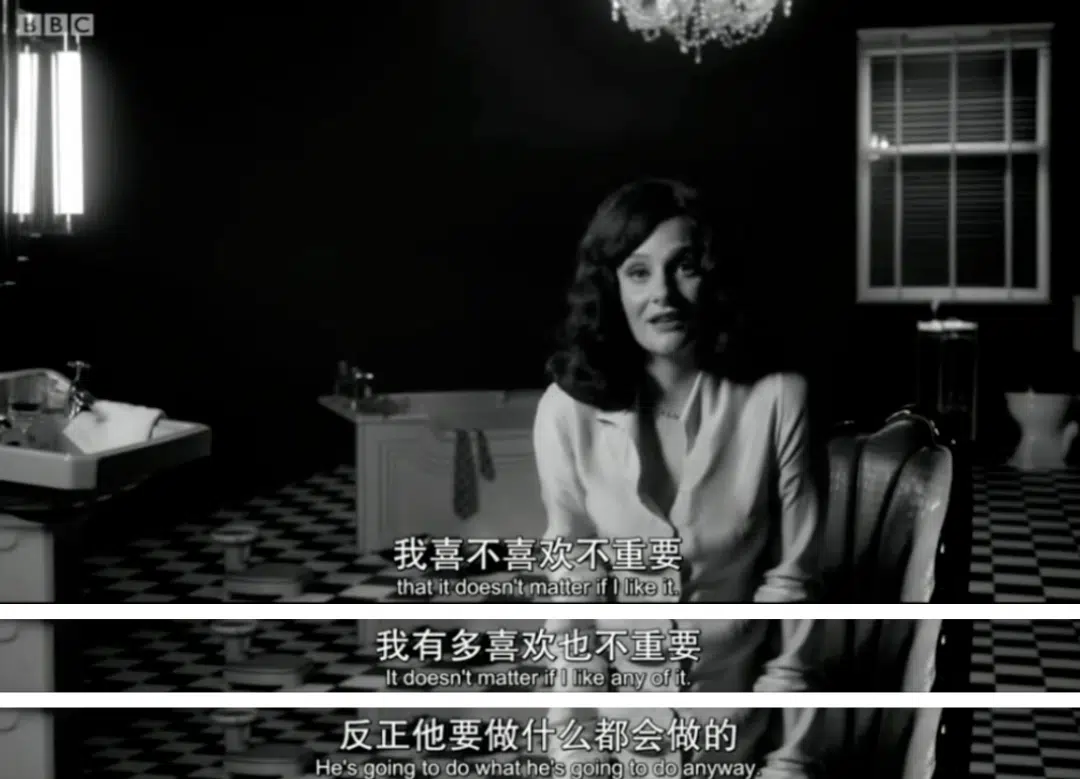 BBC
我喜不喜欢不重要
that it doesn't matter if I like it.
我有多喜欢也不重要
It doesn't matter if I like any of it.
反正他要做什么都会做的
He's going to do what he's going to do anyway.